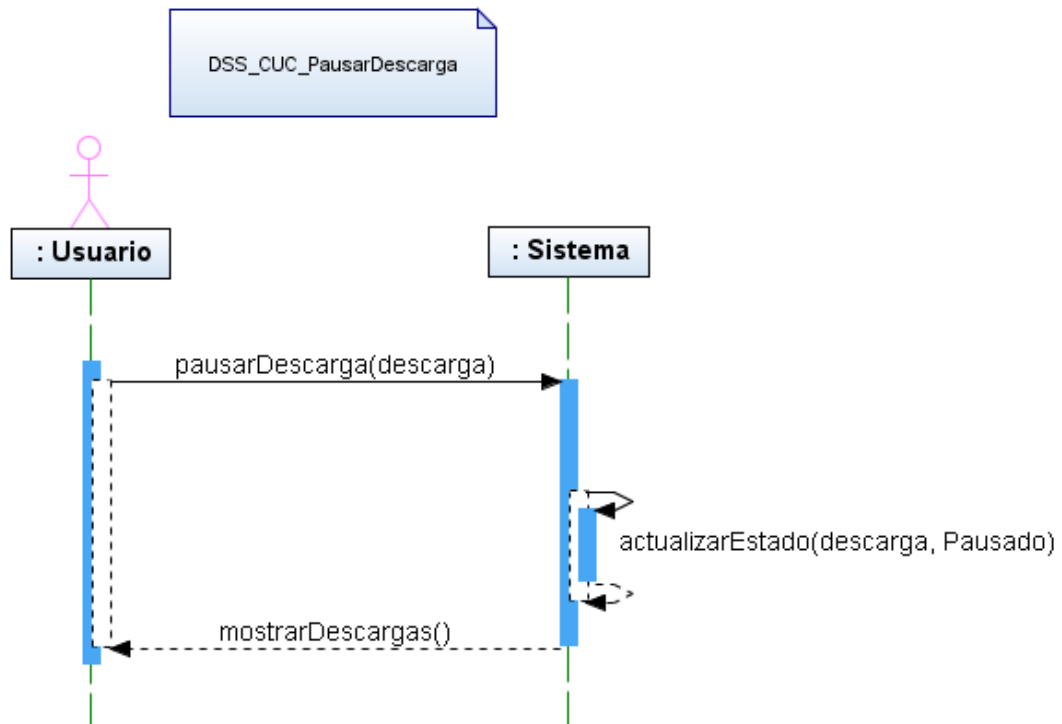 DSS_CUC_PausarDescarga
: Usuario
: Sistema
pausarDescarga(descarga)
actualizarEstado(descarga, Pausado)
mostrarDescargas()